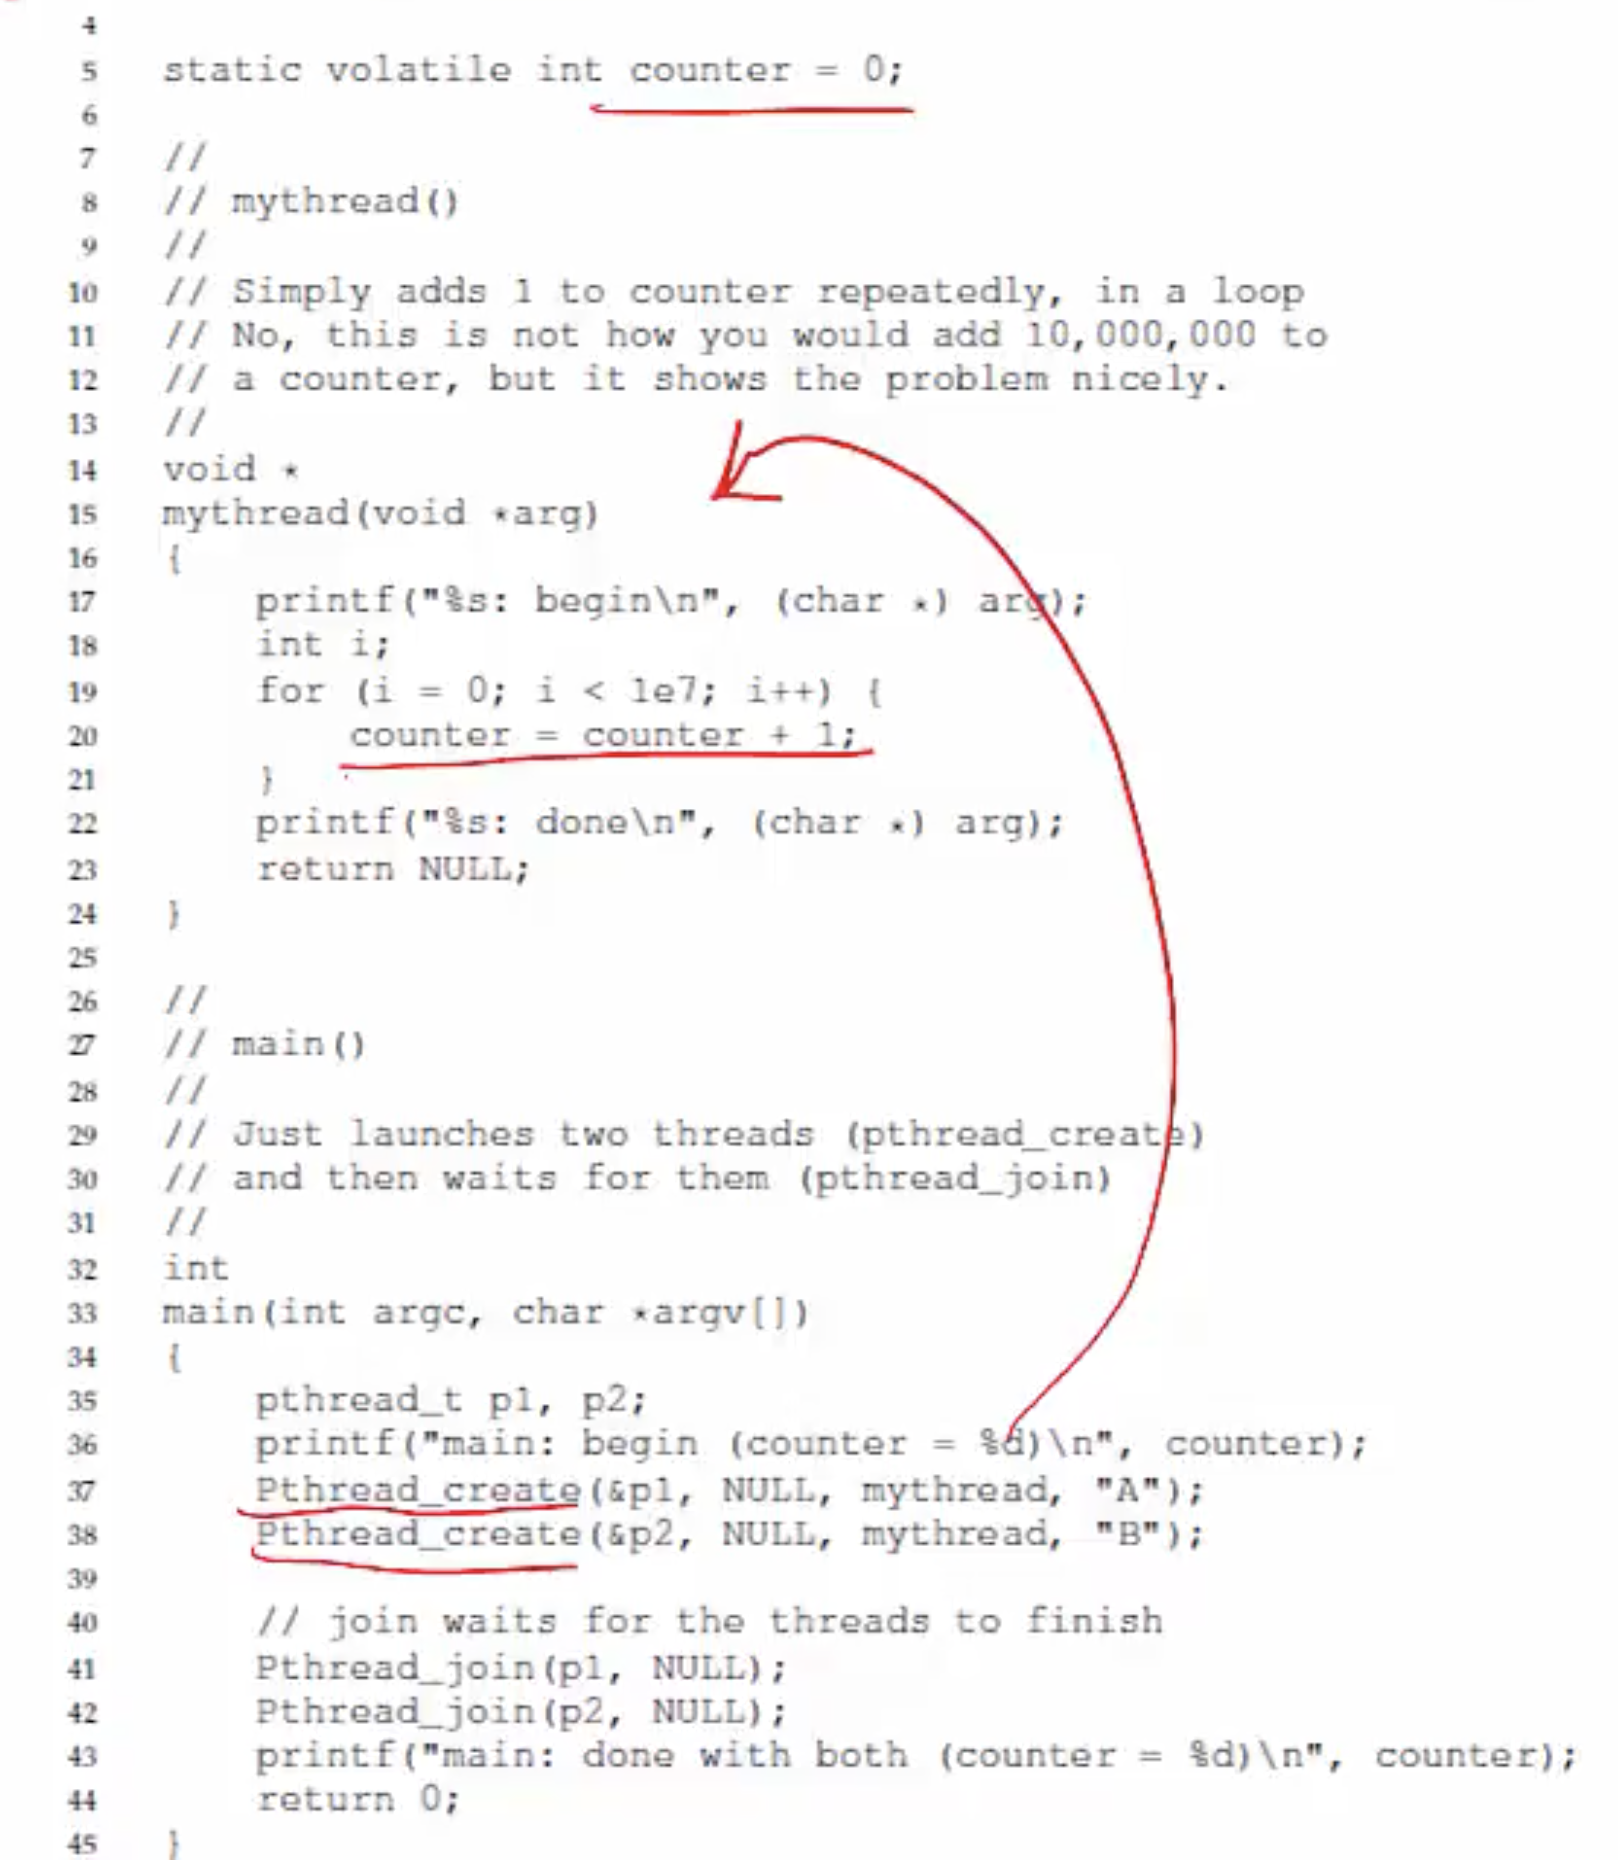 4
5 static volatile int counter = 0;
6
7 //
8 // mythread()
9 //
10 // Simply adds 1 to counter repeatedly, in a loop
11 // No, this is not how you would add 10,000,000 to
12 // a counter, but it shows the problem nicely.
13 //
14 void *
15 mythread(void *arg)
16 {
17     printf("%s: begin\n", (char *) arg);
18     int i;
19     for (i = 0; i < 1e7; i++) {
20         counter = counter + 1;
21     }
22     printf("%s: done\n", (char *) arg);
23     return NULL;
24 }
25
26 //
27 // main()
28 //
29 // Just launches two threads (pthread_create)
30 // and then waits for them (pthread_join)
31 //
32 int
33 main(int argc, char *argv[])
34 {
35     pthread_t p1, p2;
36     printf("main: begin (counter = %d)\n", counter);
37     Pthread_create(&p1, NULL, mythread, "A");
38     Pthread_create(&p2, NULL, mythread, "B");
39
40     // join waits for the threads to finish
41     Pthread_join(p1, NULL);
42     Pthread_join(p2, NULL);
43     printf("main: done with both (counter = %d)\n", counter);
44     return 0;
45 }